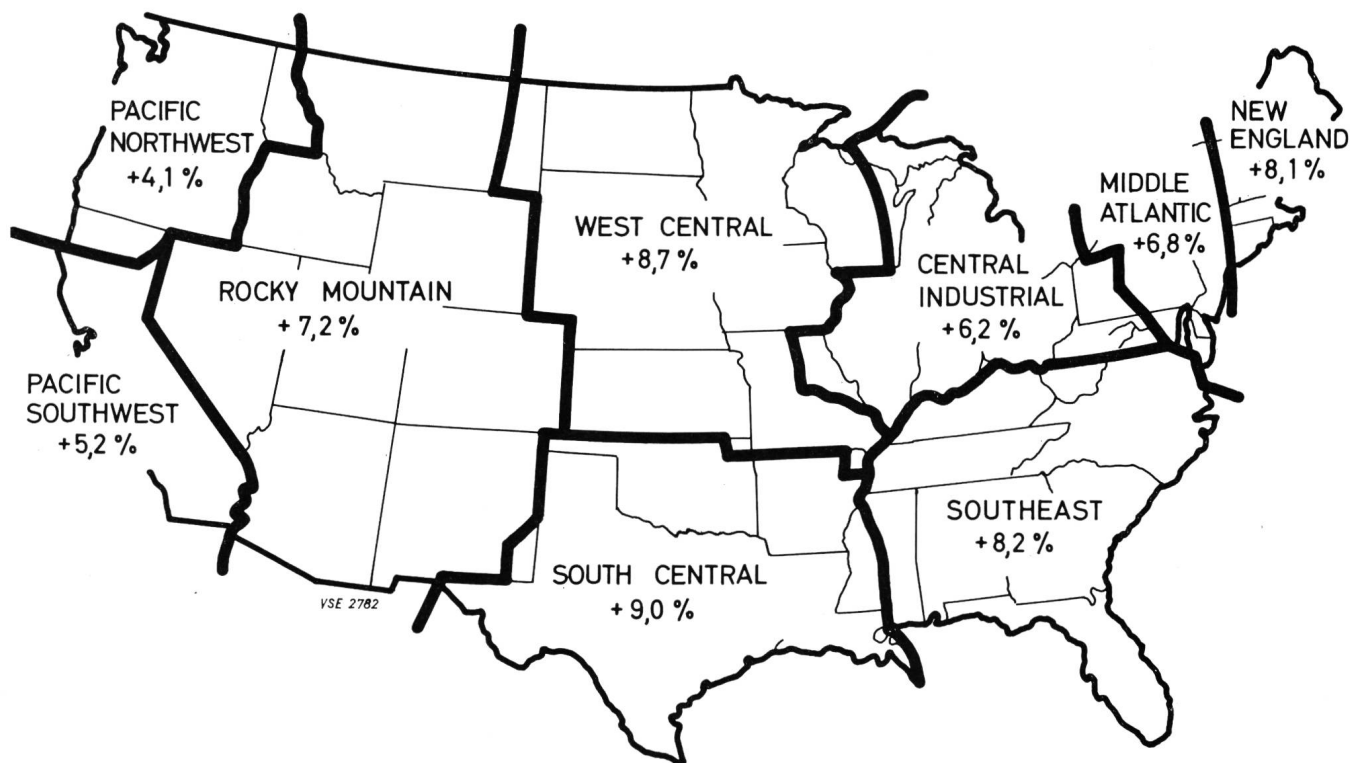 PACIFIC
NORTHWEST
+4,1 %
NEW
ENGLAND
+8,1 %
MIDDLE
ATLANTIC
+6,8 %
WEST CENTRAL
+8,7 %
CENTRAL
INDUSTRIAL
+6,2 %
ROCKY MOUNTAIN
+ 7,2 %
PACIFIC
SOUTHWEST
+5,2 %
SOUTHEAST
+8,2 %
SOUTH CENTRAL
+ 9,0 %
VSE 2782